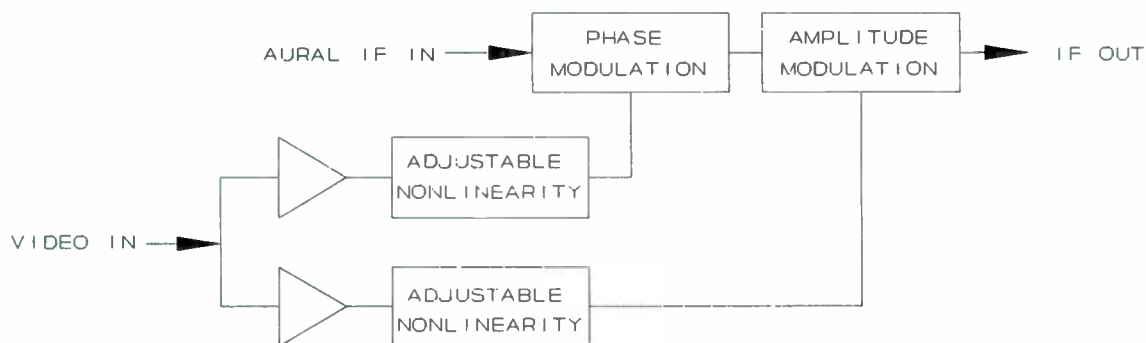 AURAL IF IN
PHASE
MODULATION
AMPLITUDE
MODULATION
IF OUT
ADJUSTABLE
NONLINEARITY
VIDEO IN
ADJUSTABLE
NONLINEARITY